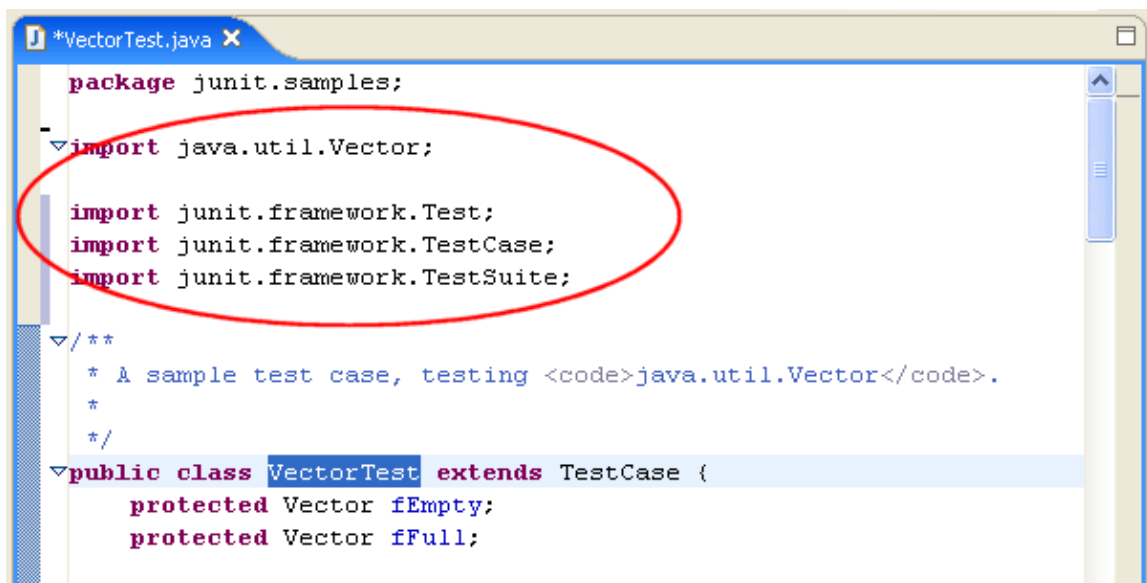 *VectorTest.java
package junit.samples;
import java.util.Vector;
import junit.framework.Test;
import junit.framework.TestCase;
import junit.framework.TestSuite;
/**
* A sample test case, testing <code>java.util.Vector</code>.
*
*/
public class VectorTest extends TestCase {
protected Vector fEmpty;
protected Vector fFull;